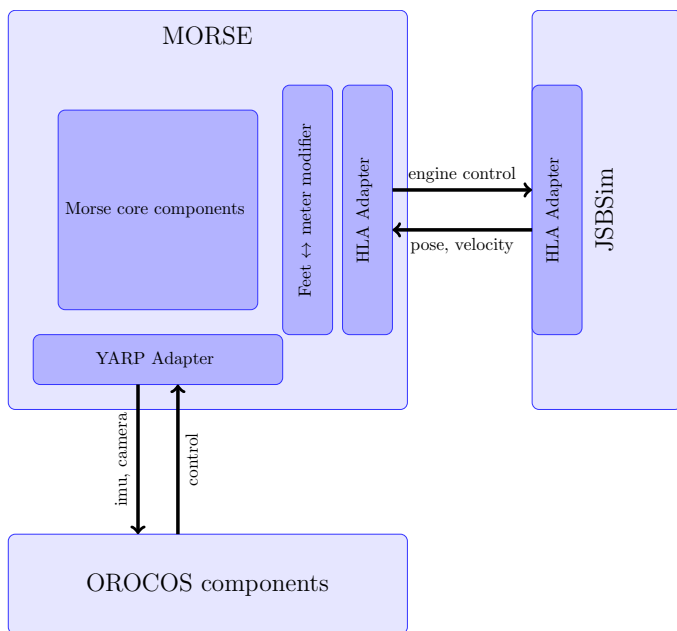 MORSE
Morse core components
Feet ↔ meter modifier
HLA Adapter
engine control
pose, velocity
HLA Adapter
JSBSim
YARP Adapter
imu, camera
control
OROCOS components